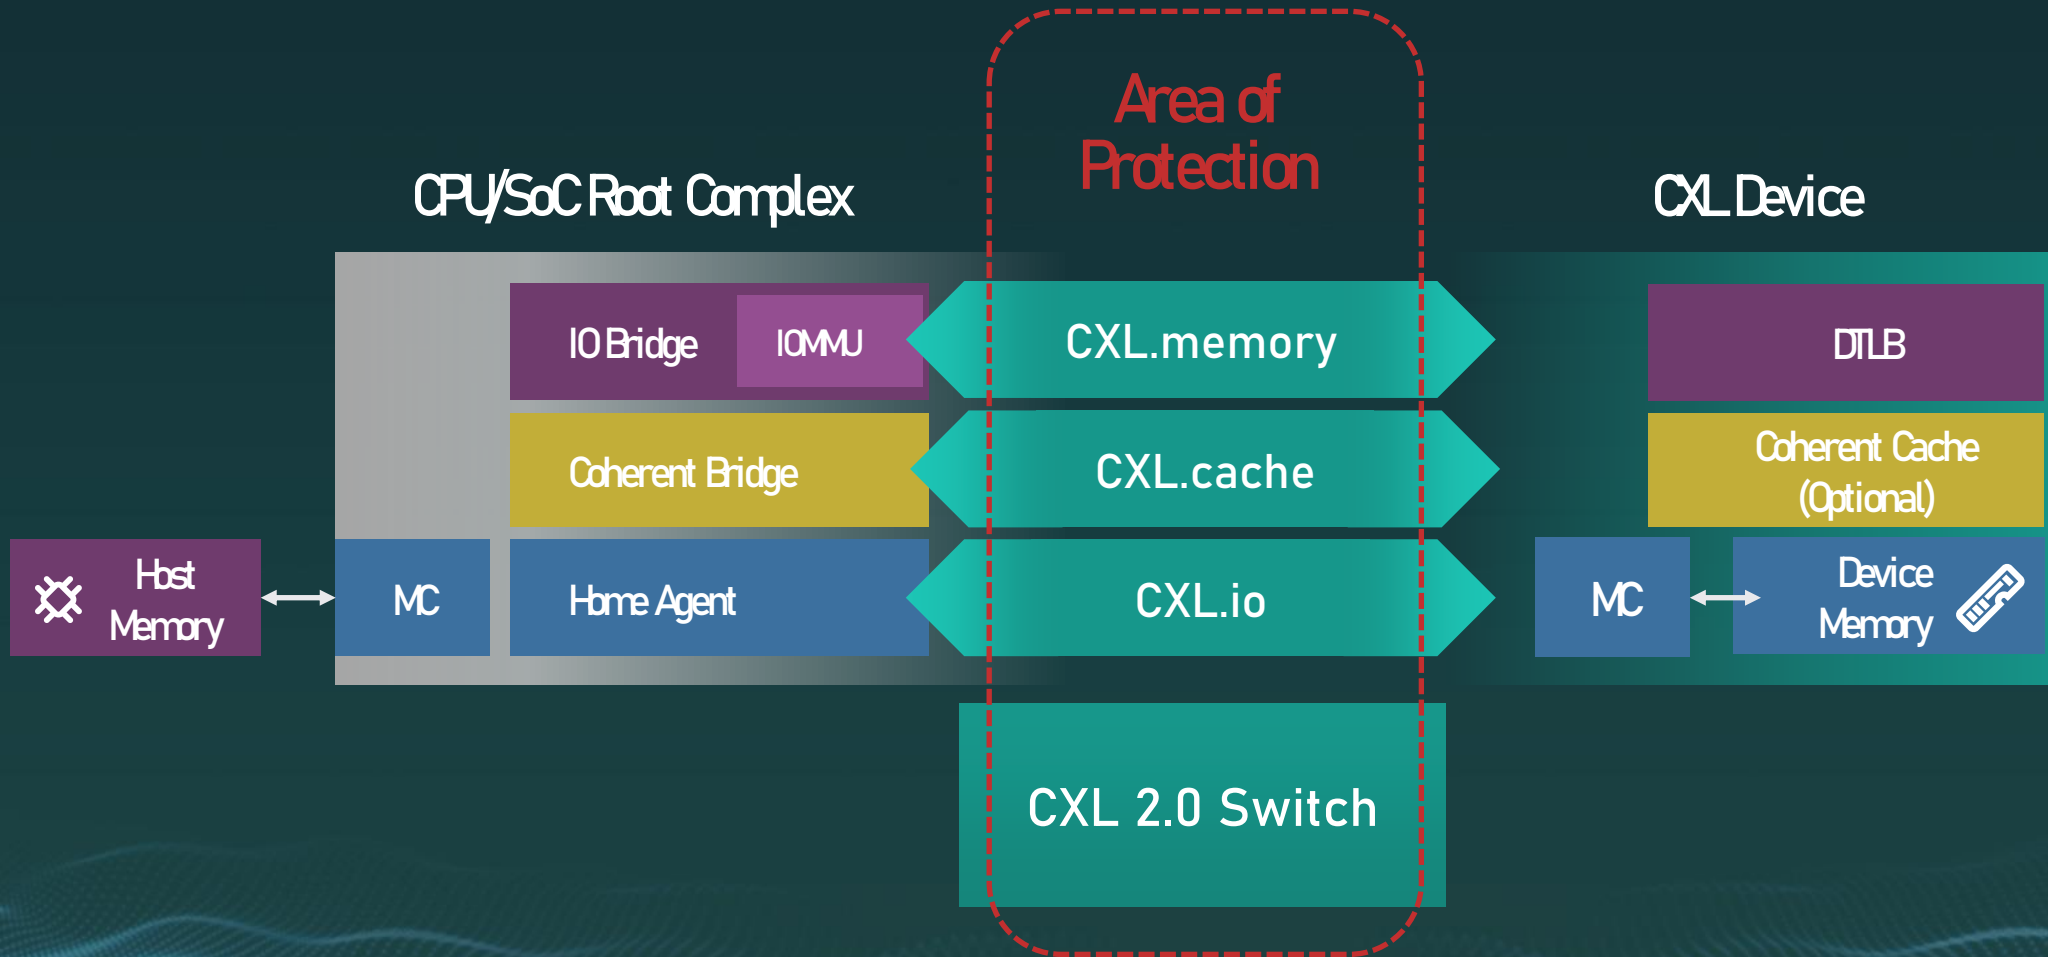 Area of
Protection
CPU/SoC Root Complex
CXL Device
IO Bridge
IOMMU
CXL.memory
DTLB
Coherent Bridge
CXL.cache
Coherent Cache
(Optional)
Host
Memory
MC
Home Agent
CXL.io
MC
Device
Memory
CXL 2.0 Switch